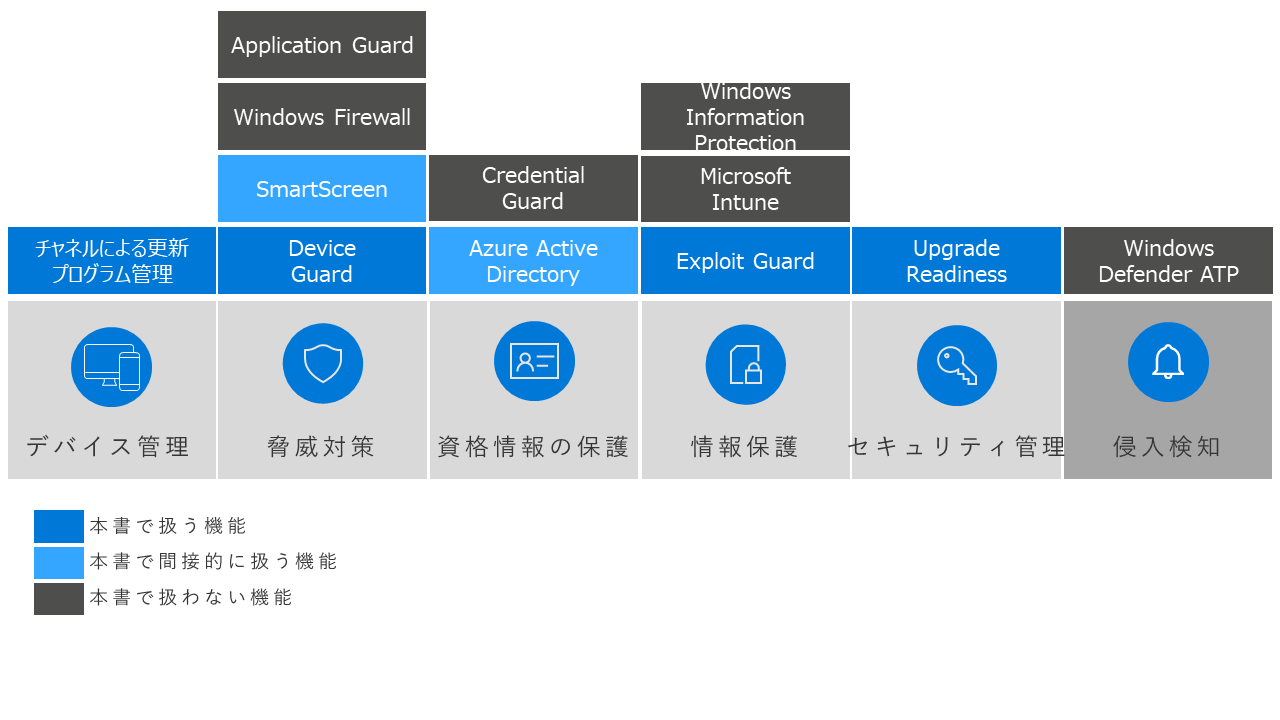 Application Guard
Windows Firewall
Windows
Information
Protection
SmartScreen
Credential
Guard
Microsoft
Intune
チャネルによる更新
プログラム管理
Device
Guard
Azure Active
Directory
Exploit Guard
Upgrade
Readiness
Windows
Defender ATP
デバイス管理
脅威対策
資格情報の保護
情報保護
セキュリティ管理
侵入検知
本書で扱う機能
本書で間接的に扱う機能
本書で扱わない機能